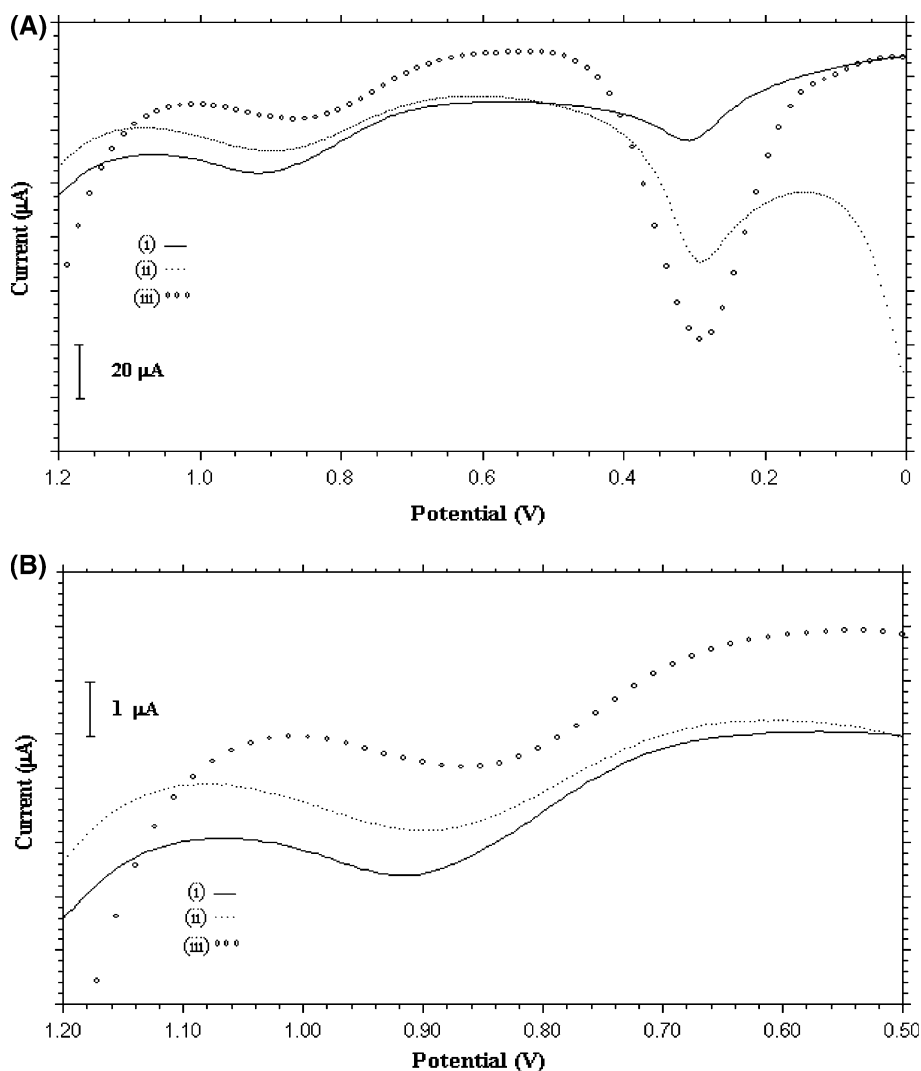 (A)
Current (µA)
(i)
(ii)
(iii)
20 µA
1.2 1.0 0.8 0.6 0.4 0.2 0
Potential (V)
(B)
Current (µA)
1 µA
(i)
(ii)
(iii)
1.20 1.10 1.00 0.90 0.80 0.70 0.60 0.50
Potential (V)